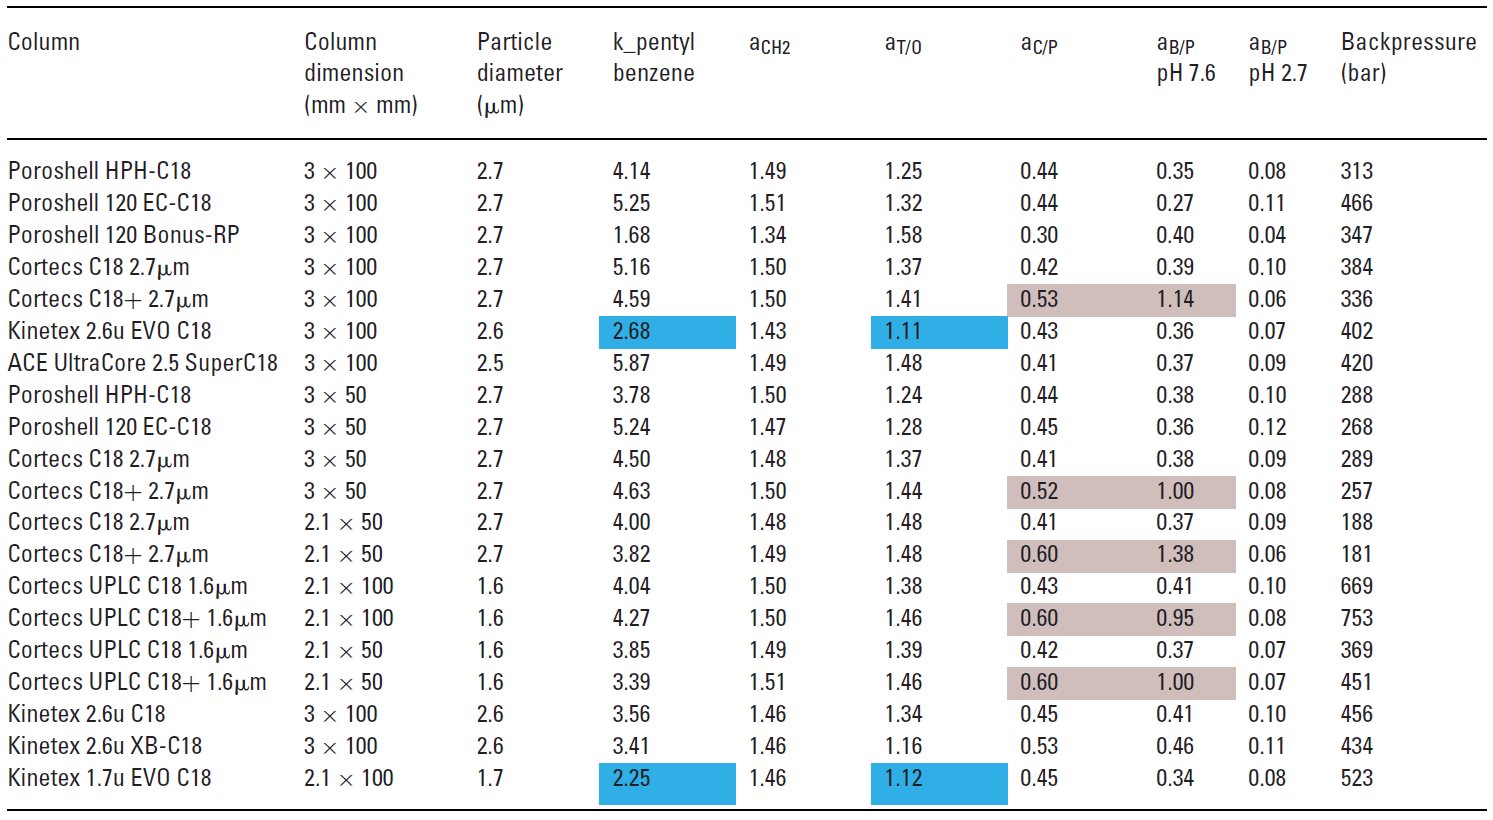 Column Column Particle k_pentyl aCH2 aT/O aC/P aB/P aB/P Backpressure
dimension diameter benzene pH 7.6 pH 2.7 (bar)
(mm × mm) (μm)
Poroshell HPH-C18 3 × 100 2.7 4.14 1.49 1.25 0.44 0.35 0.08 313
Poroshell 120 EC-C18 3 × 100 2.7 5.25 1.51 1.32 0.44 0.27 0.11 466
Poroshell 120 Bonus-RP 3 × 100 2.7 1.68 1.34 1.58 0.30 0.40 0.04 347
Cortecs C18 2.7μm 3 × 100 2.7 5.16 1.50 1.37 0.42 0.39 0.10 384
Cortecs C18+ 2.7μm 3 × 100 2.7 4.59 1.50 1.41 0.53 1.14 0.06 336
Kinetex 2.6u EVO C18 3 × 100 2.6 2.68 1.43 1.11 0.43 0.36 0.07 402
ACE UltraCore 2.5 SuperC18 3 × 100 2.5 5.87 1.49 1.48 0.41 0.37 0.09 420
Poroshell HPH-C18 3 × 50 2.7 3.78 1.50 1.24 0.44 0.38 0.10 288
Poroshell 120 EC-C18 3 × 50 2.7 5.24 1.47 1.28 0.45 0.36 0.12 268
Cortecs C18 2.7μm 3 × 50 2.7 4.50 1.48 1.37 0.41 0.38 0.09 289
Cortecs C18+ 2.7μm 3 × 50 2.7 4.63 1.50 1.44 0.52 1.00 0.08 257
Cortecs C18 2.7μm 2.1 × 50 2.7 4.00 1.48 1.48 0.41 0.37 0.09 188
Cortecs C18+ 2.7μm 2.1 × 50 2.7 3.82 1.49 1.48 0.60 1.38 0.06 181
Cortecs UPLC C18 1.6μm 2.1 × 100 1.6 4.04 1.50 1.38 0.43 0.41 0.10 669
Cortecs UPLC C18+ 1.6μm 2.1 × 100 1.6 4.27 1.50 1.46 0.60 0.95 0.08 753
Cortecs UPLC C18 1.6μm 2.1 × 50 1.6 3.85 1.49 1.39 0.42 0.37 0.07 369
Cortecs UPLC C18+ 1.6μm 2.1 × 50 1.6 3.39 1.51 1.46 0.60 1.00 0.07 451
Kinetex 2.6u C18 3 × 100 2.6 3.56 1.46 1.34 0.45 0.41 0.10 456
Kinetex 2.6u XB-C18 3 × 100 2.6 3.41 1.46 1.16 0.53 0.46 0.11 434
Kinetex 1.7u EVO C18 2.1 × 100 1.7 2.25 1.46 1.12 0.45 0.34 0.08 523